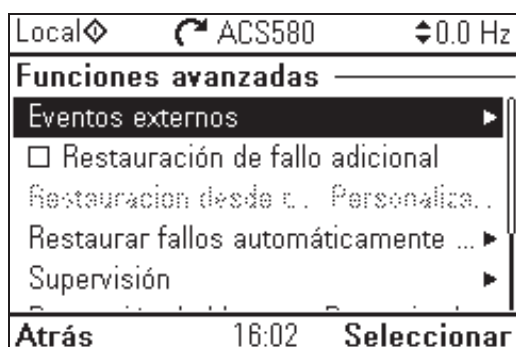 Local ACS580 0.0 Hz
Funciones avanzadas
Eventos externos
Restauración de fallo adicional
Restauracion desde t.. Personaliza..
Restaurar fallos automáticamente ...
Supervisión
Atrás 16:02 Seleccionar